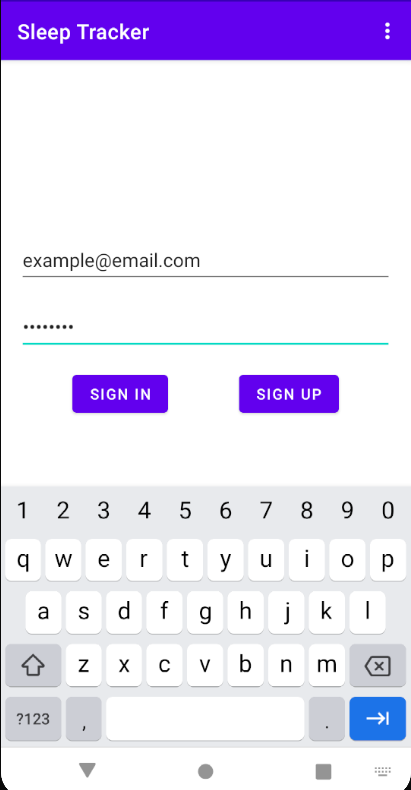 Sleep Tracker
example@email.com
••••••••
SIGN IN SIGN UP
1 2 3 4 5 6 7 8 9 0
q w e r t y u i o p
a s d f g h j k l
z x c v b n m
?123 , .